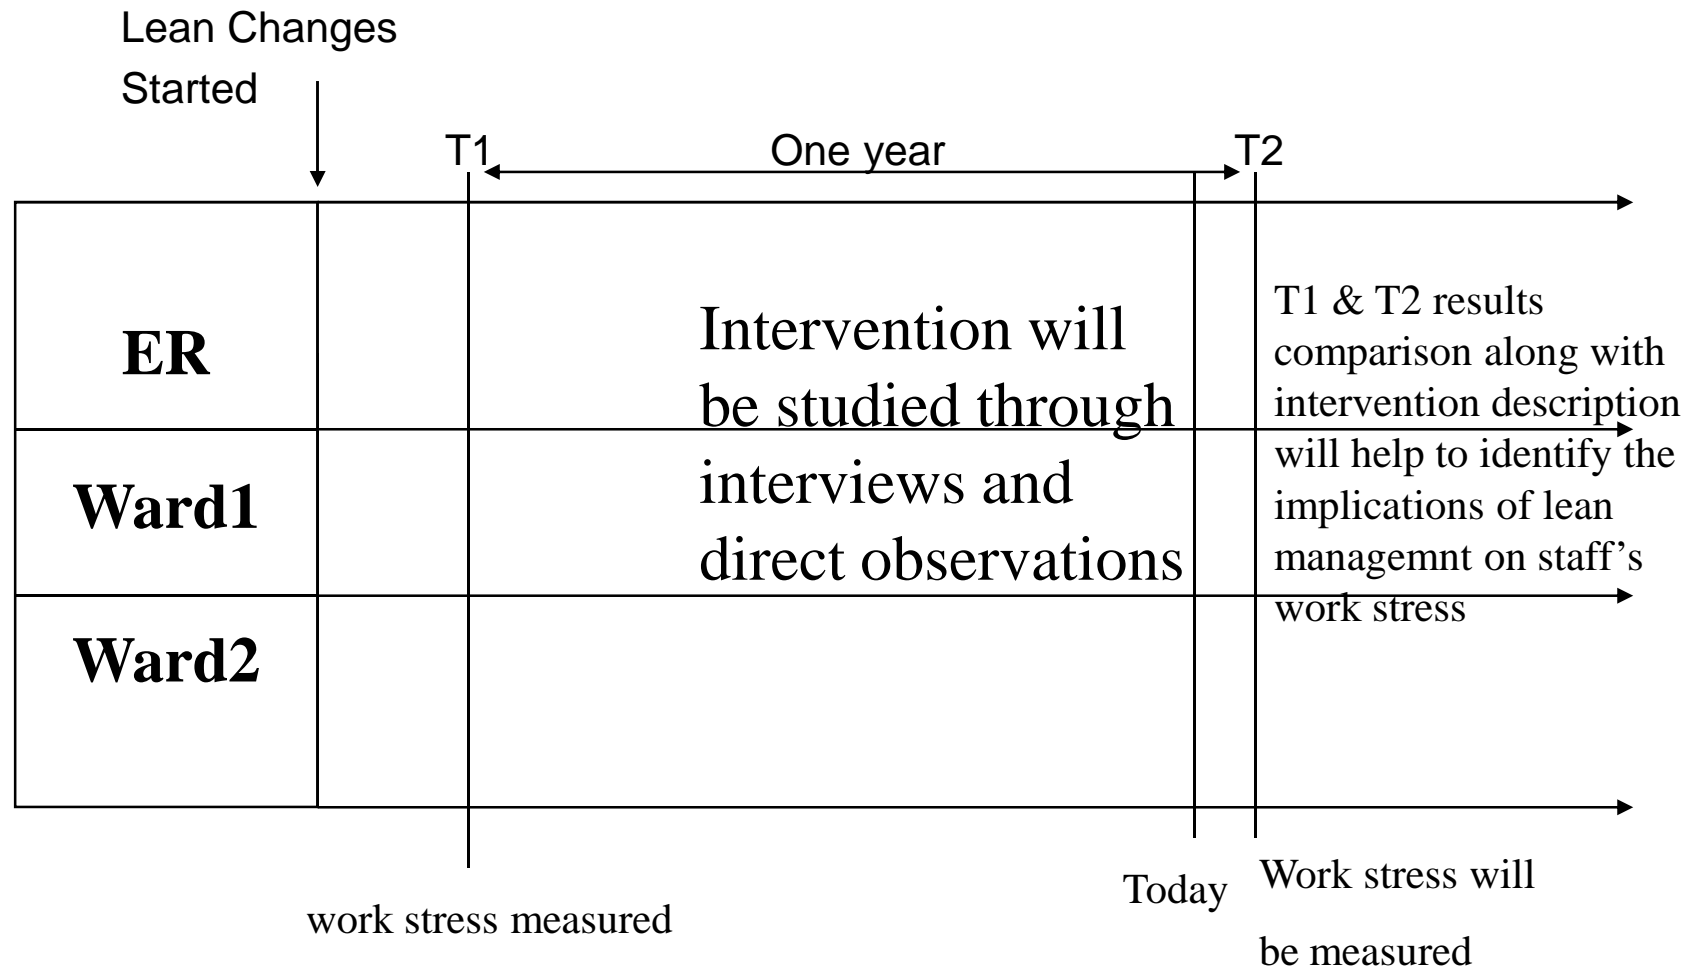 Lean Changes
Started
T1
One year
T2
ER
Intervention will
be studied through
interviews and
direct observations
T1 & T2 results
comparison along with
intervention description
will help to identify the
implications of lean
managemnt on staff’s
work stress
Ward1
Ward2
work stress measured
Today
Work stress will
be measured